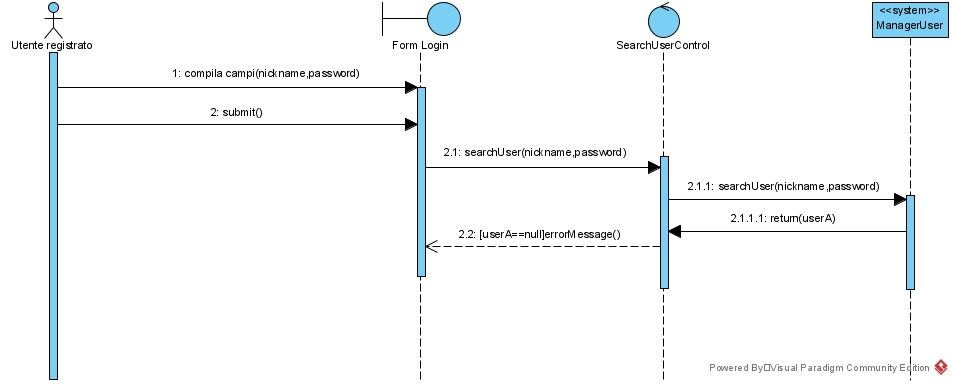 <<system>>
ManagerUser
Utente registrato
Form Login
SearchUserControl
1: compila campi(nickname,password)
2: submit()
2.1: searchUser(nickname,password)
2.1.1: searchUser(nickname,password)
2.1.1.1: return(userA)
2.2: [userA==null]errorMessage()
Powered By Visual Paradigm Community Edition